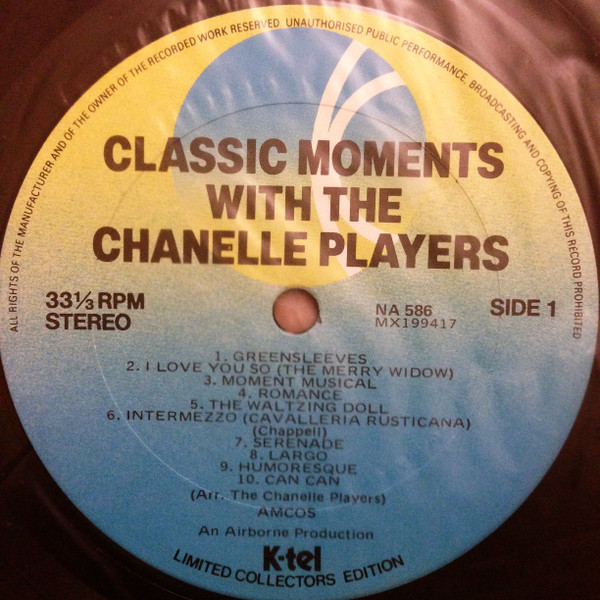 ALL RIGHTS OF THE MANUFACTURER AND OF THE OWNER OF THE RECORDED WORK RESERVED UNAUTHORISED PUBLIC PERFORMANCE, BROADCASTING AND COPYING OF THIS RECORD PROHIBITED
CLASSIC MOMENTS
WITH THE
CHANELLE PLAYERS
33⅓ RPM
STEREO
NA 586
MX199417
SIDE 1
1. GREENSLEEVES
2. I LOVE YOU SO (THE MERRY WIDOW)
3. MOMENT MUSICAL
4. ROMANCE
5. THE WALTZING DOLL
6. INTERMEZZO (CAVALLERIA RUSTICANA)
(Chappell)
7. SERENADE
8. LARGO
9. HUMORESQUE
10. CAN CAN
(Arr. The Chanelle Players)
AMCOS
An Airborne Production
K-tel
LIMITED COLLECTORS EDITION